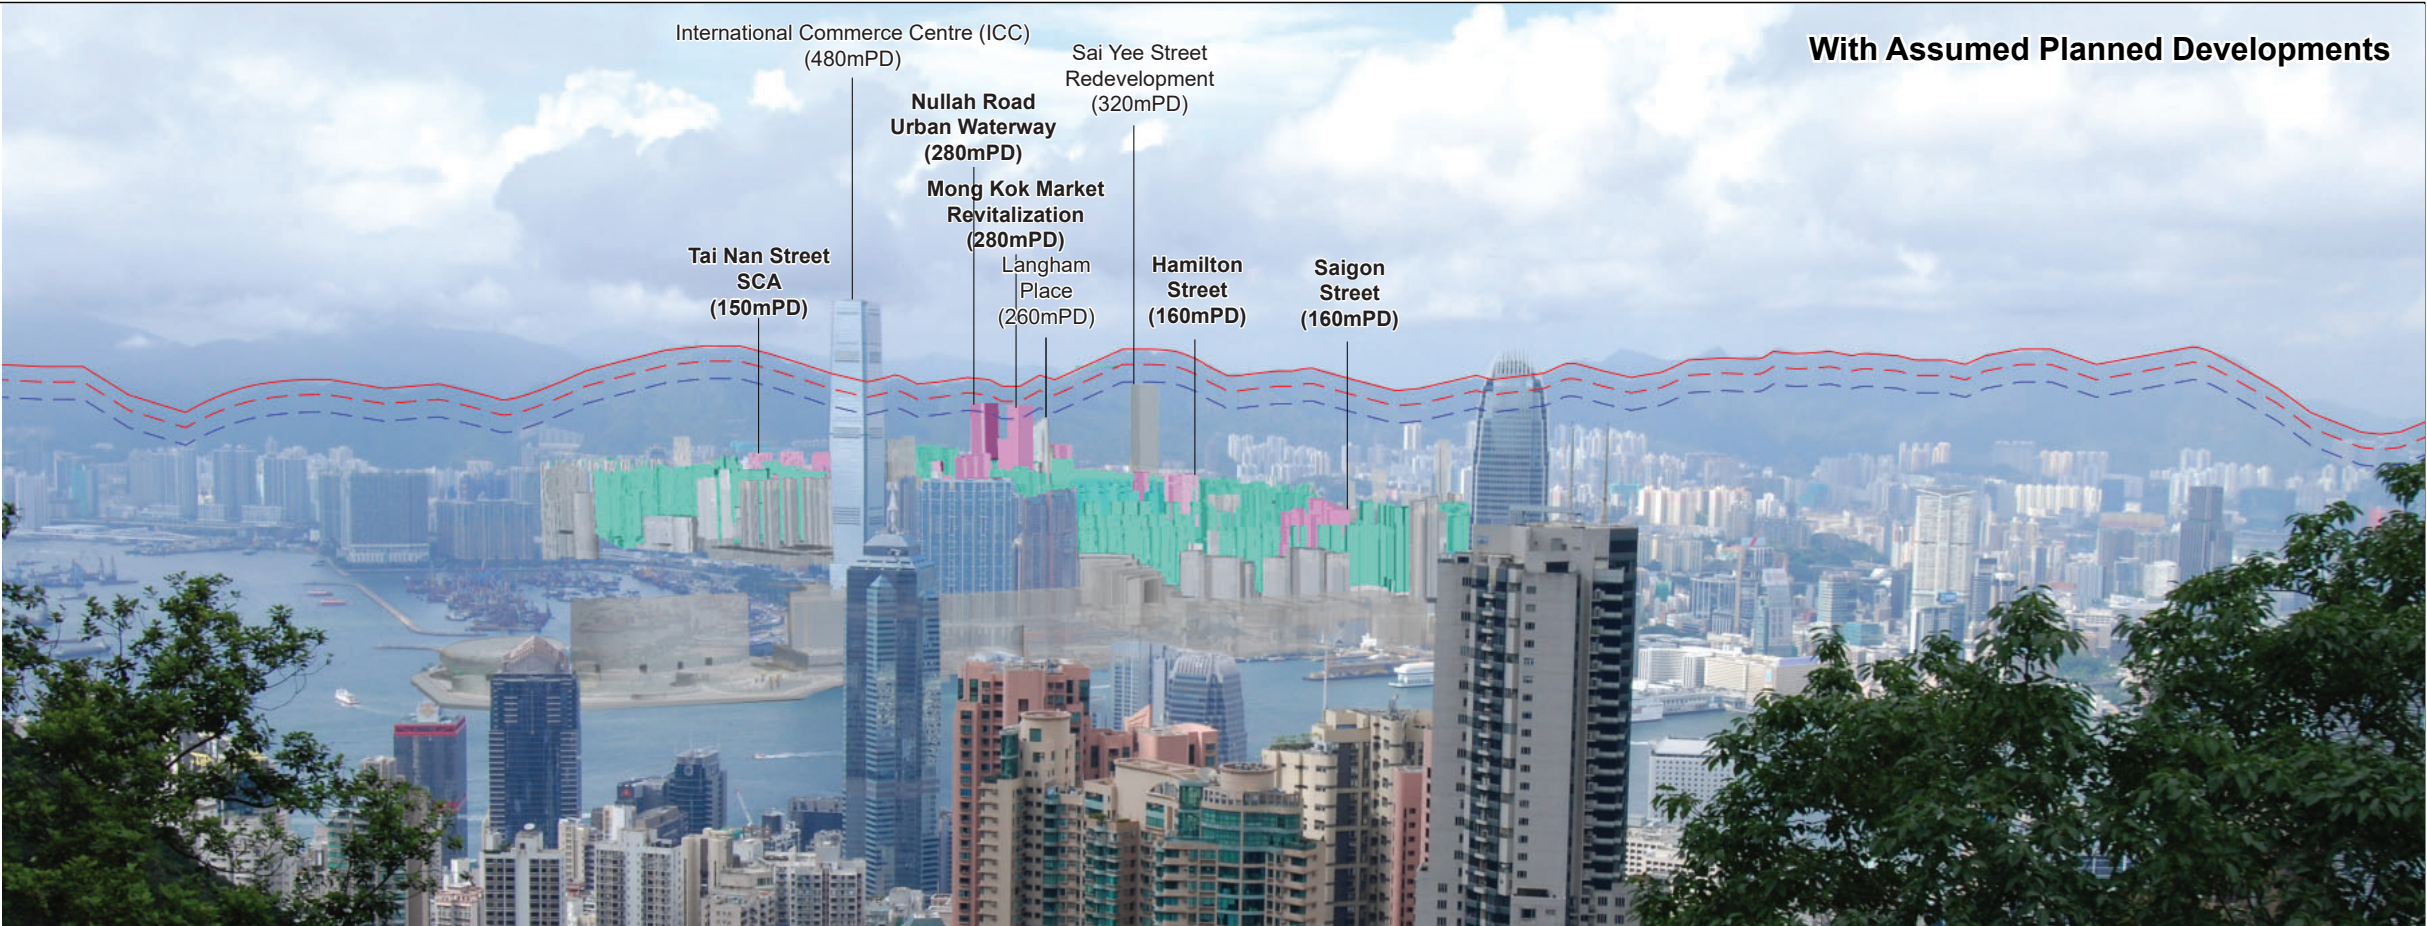 With Assumed Planned Developments
International Commerce Centre (ICC)
(480mPD)
Sai Yee Street
Redevelopment
(320mPD)
Nullah Road
Urban Waterway
(280mPD)
Mong Kok Market
Revitalization
(280mPD)
Langham
Place
(260mPD)
Tai Nan Street
SCA
(150mPD)
Hamilton
Street
(160mPD)
Saigon
Street
(160mPD)